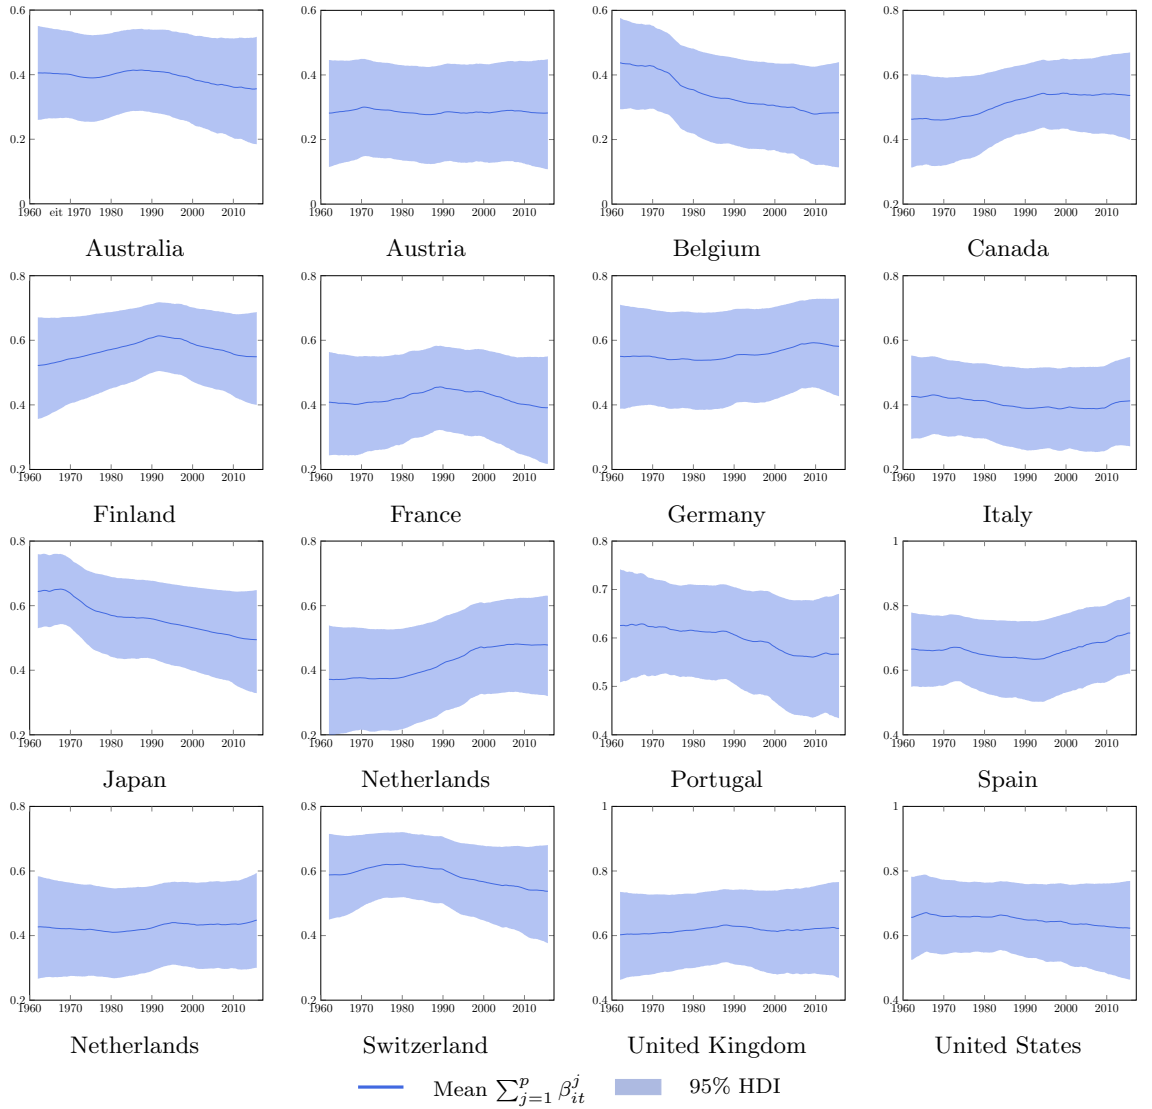 0.6 0.6 0.6 0.8
0.4 0.4 0.4 0.6
0.2 0.2 0.2 0.4
0 0 0 0.2
1960 eit 1970 1980 1990 2000 2010 1960 1970 1980 1990 2000 2010 1960 1970 1980 1990 2000 2010 1960 1970 1980 1990 2000 2010
Australia Austria Belgium Canada
0.8 0.8 0.8 0.8
0.6 0.6 0.6 0.6
0.4 0.4 0.4 0.4
0.2 0.2 0.2 0.2
1960 1970 1980 1990 2000 2010 1960 1970 1980 1990 2000 2010 1960 1970 1980 1990 2000 2010 1960 1970 1980 1990 2000 2010
Finland France Germany Italy
0.8 0.8 0.8 1
0.6 0.6 0.7 0.8
0.4 0.4 0.6 0.6
0.2 0.2 0.5 0.4
0.4
1960 1970 1980 1990 2000 2010 1960 1970 1980 1990 2000 2010 1960 1970 1980 1990 2000 2010 1960 1970 1980 1990 2000 2010
Japan Netherlands Portugal Spain
0.8 0.8 1 1
0.6 0.6 0.8 0.8
0.4 0.4 0.6 0.6
0.2 0.2 0.4 0.4
1960 1970 1980 1990 2000 2010 1960 1970 1980 1990 2000 2010 1960 1970 1980 1990 2000 2010 1960 1970 1980 1990 2000 2010
Netherlands Switzerland United Kingdom United States
Mean ∑_{j=1}^{p} β_{it}^{j} 95% HDI